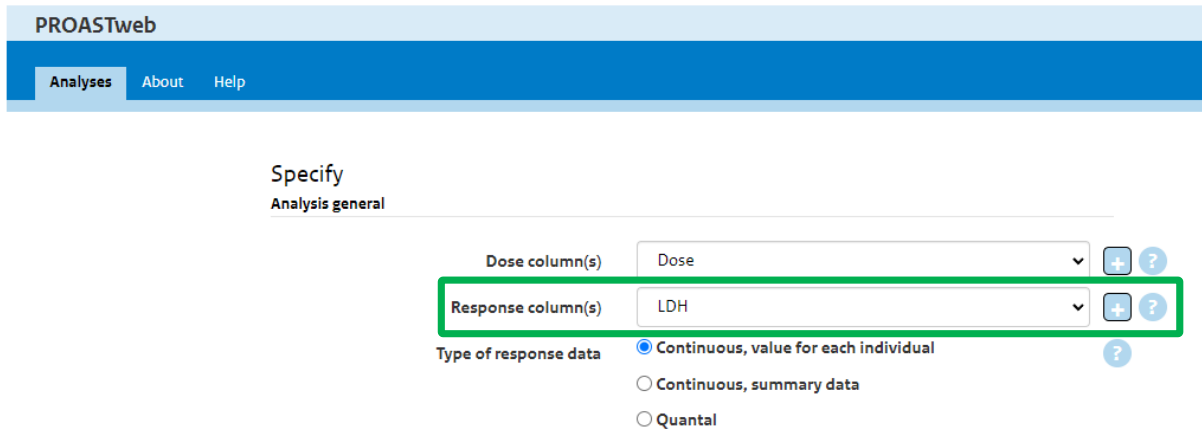 PROASTweb
Analyses About Help
Specify
Analysis general
Dose column(s) Dose + ?
Response column(s) LDH + ?
Type of response data Continuous, value for each individual ?
Continuous, summary data
Quantal